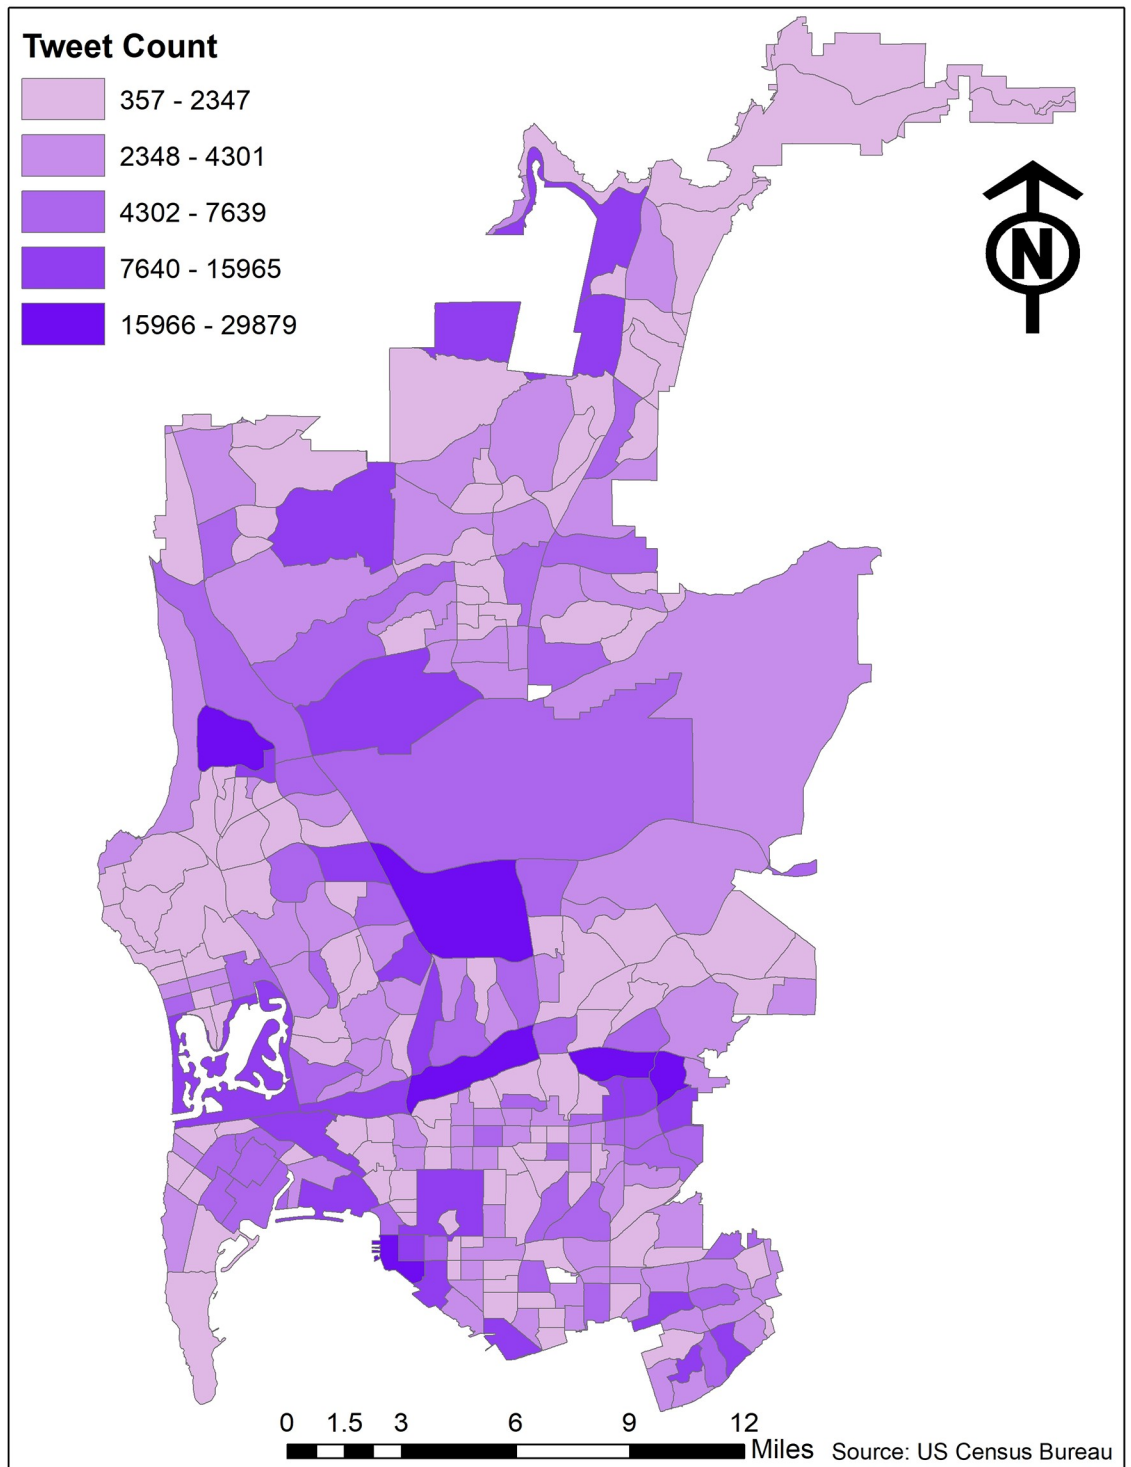 Tweet Count
357 - 2347
2348 - 4301
4302 - 7639
7640 - 15965
15966 - 29879
N
0 1.5 3 6 9 12
Miles
Source: US Census Bureau